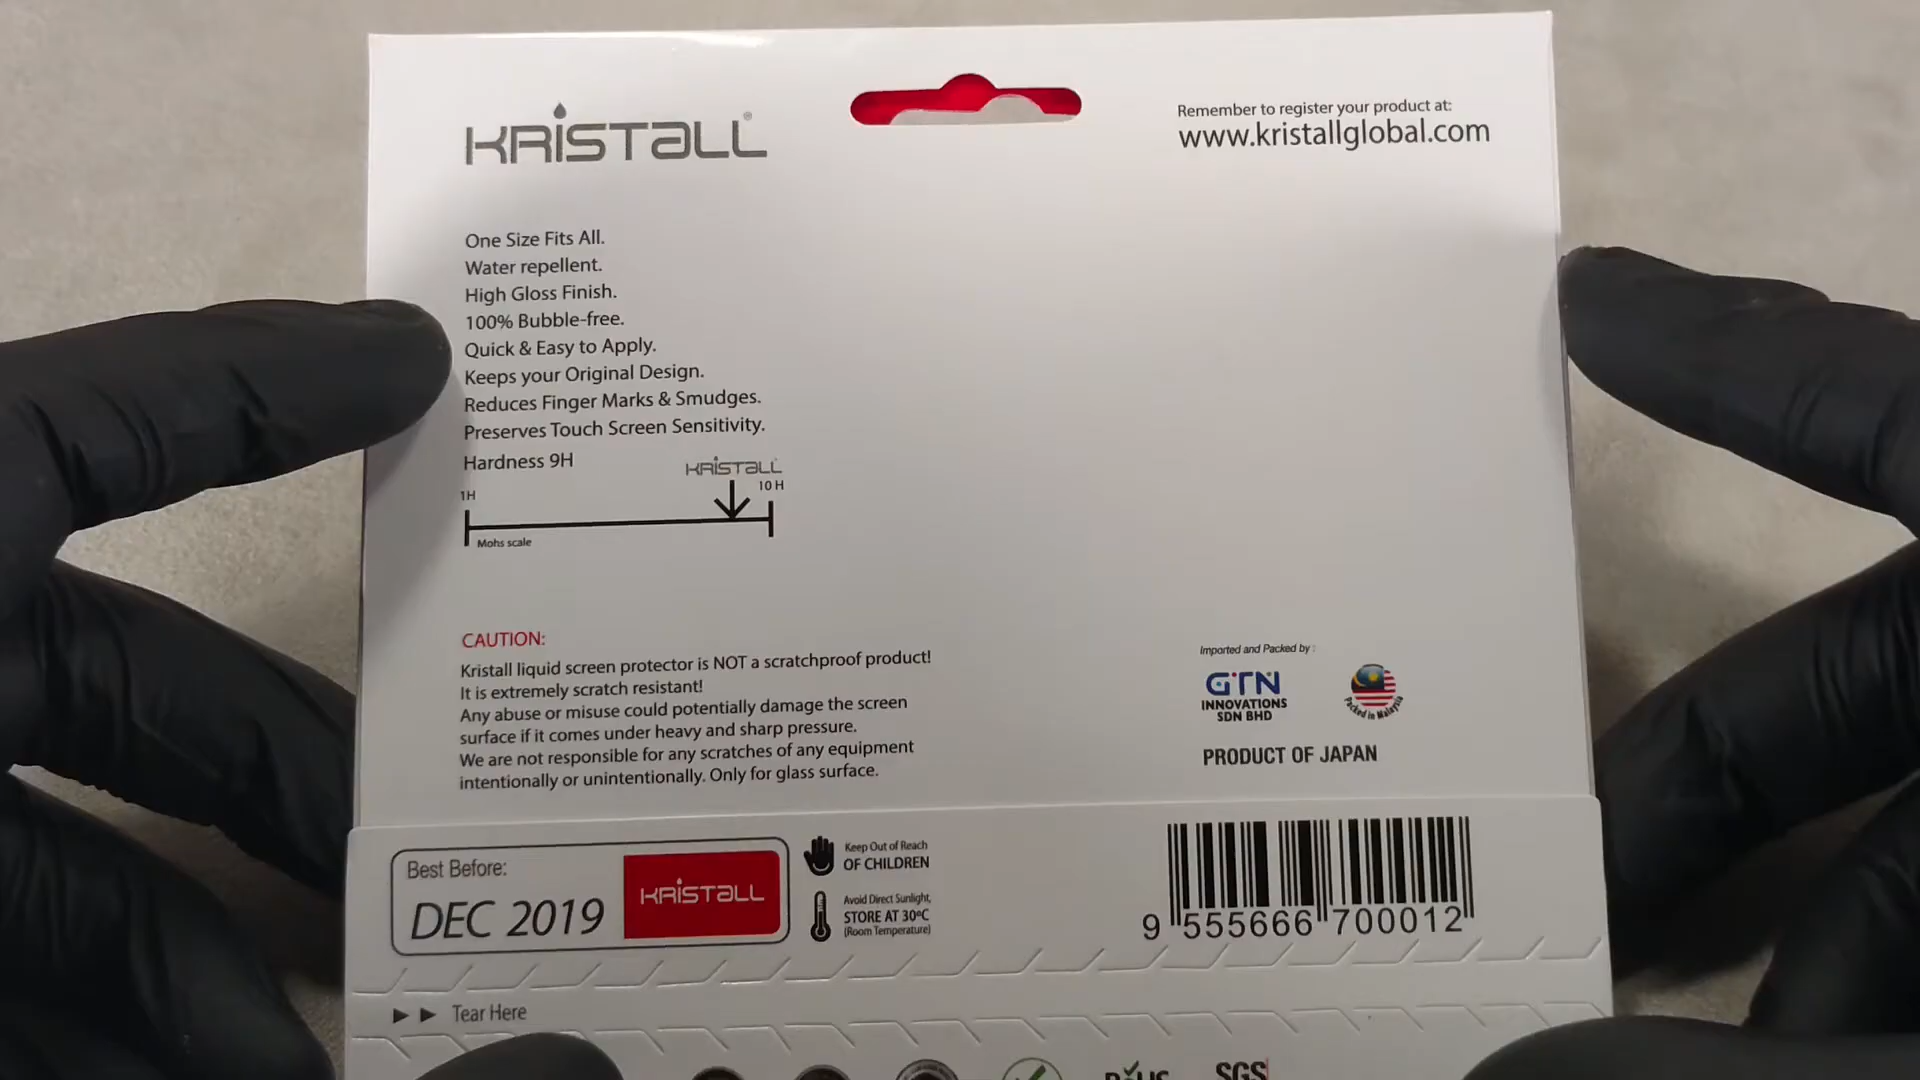 KRISTALL®
Remember to register your product at:
www.kristallglobal.com
One Size Fits All.
Water repellent.
High Gloss Finish.
100% Bubble-free.
Quick & Easy to Apply.
Keeps your Original Design.
Reduces Finger Marks & Smudges.
Preserves Touch Screen Sensitivity.
Hardness 9H
KRISTALL
1H
10 H
Mohs scale
CAUTION:
Kristall liquid screen protector is NOT a scratchproof product!
It is extremely scratch resistant!
Any abuse or misuse could potentially damage the screen
surface if it comes under heavy and sharp pressure.
We are not responsible for any scratches of any equipment
intentionally or unintentionally. Only for glass surface.
Imported and Packed by :
GTN
INNOVATIONS
SDN BHD
Packed in Malaysia
PRODUCT OF JAPAN
Best Before:
DEC 2019
KRISTALL
Keep Out of Reach
OF CHILDREN
Avoid Direct Sunlight,
STORE AT 30ºC
(Room Temperature)
9 555666 700012
Tear Here
SGS